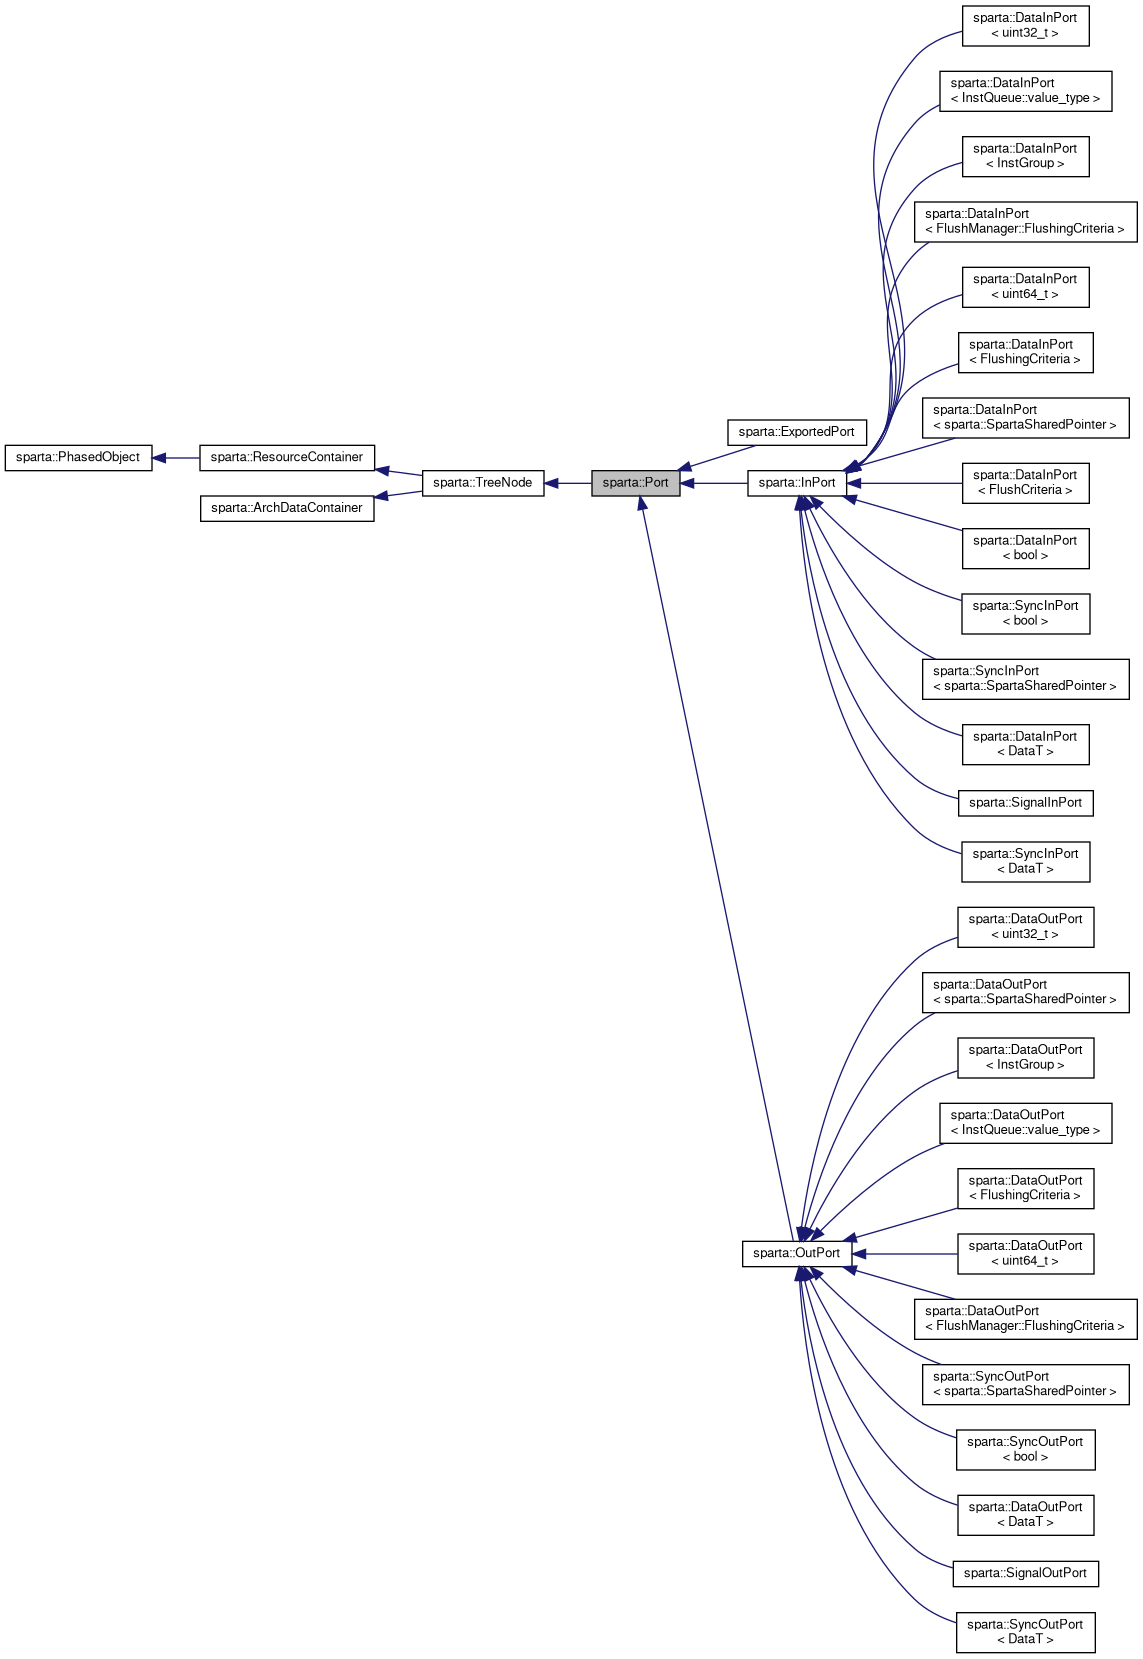 sparta::DataInPort
< uint32_t >
sparta::DataInPort
< InstQueue::value_type >
sparta::DataInPort
< InstGroup >
sparta::DataInPort
< FlushManager::FlushingCriteria >
sparta::DataInPort
< uint64_t >
sparta::DataInPort
< FlushingCriteria >
sparta::DataInPort
< sparta::SpartaSharedPointer >
sparta::ExportedPort
sparta::PhasedObject
sparta::ResourceContainer
sparta::TreeNode
sparta::Port
sparta::InPort
sparta::ArchDataContainer
sparta::DataInPort
< FlushCriteria >
sparta::DataInPort
< bool >
sparta::SyncInPort
< bool >
sparta::SyncInPort
< sparta::SpartaSharedPointer >
sparta::DataInPort
< DataT >
sparta::SignalInPort
sparta::SyncInPort
< DataT >
sparta::DataOutPort
< uint32_t >
sparta::DataOutPort
< sparta::SpartaSharedPointer >
sparta::DataOutPort
< InstGroup >
sparta::DataOutPort
< InstQueue::value_type >
sparta::DataOutPort
< FlushingCriteria >
sparta::OutPort
sparta::DataOutPort
< uint64_t >
sparta::DataOutPort
< FlushManager::FlushingCriteria >
sparta::SyncOutPort
< sparta::SpartaSharedPointer >
sparta::SyncOutPort
< bool >
sparta::DataOutPort
< DataT >
sparta::SignalOutPort
sparta::SyncOutPort
< DataT >